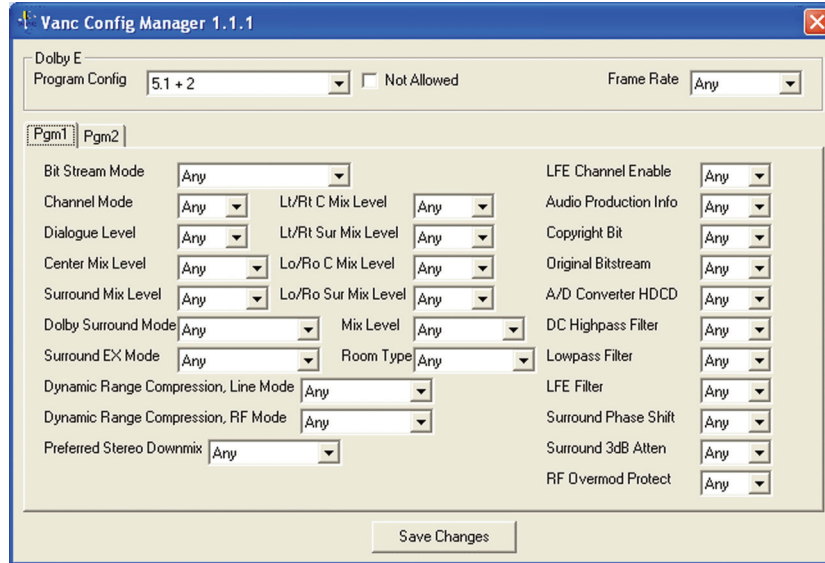 Vanc Config Manager 1.1.1
Dolby E
Program Config 5.1 + 2 Not Allowed Frame Rate Any
Pgm1 Pgm2
Bit Stream Mode Any LFE Channel Enable Any
Channel Mode Any Lt/Rt C Mix Level Any Audio Production Info Any
Dialogue Level Any Lt/Rt Sur Mix Level Any Copyright Bit Any
Center Mix Level Any Lo/Ro C Mix Level Any Original Bitstream Any
Surround Mix Level Any Lo/Ro Sur Mix Level Any A/D Converter HDCD Any
Dolby Surround Mode Any Mix Level Any DC Highpass Filter Any
Surround EX Mode Any Room Type Any Lowpass Filter Any
Dynamic Range Compression, Line Mode Any LFE Filter Any
Dynamic Range Compression, RF Mode Any Surround Phase Shift Any
Preferred Stereo Downmix Any Surround 3dB Atten Any
RF Overmod Protect Any
Save Changes